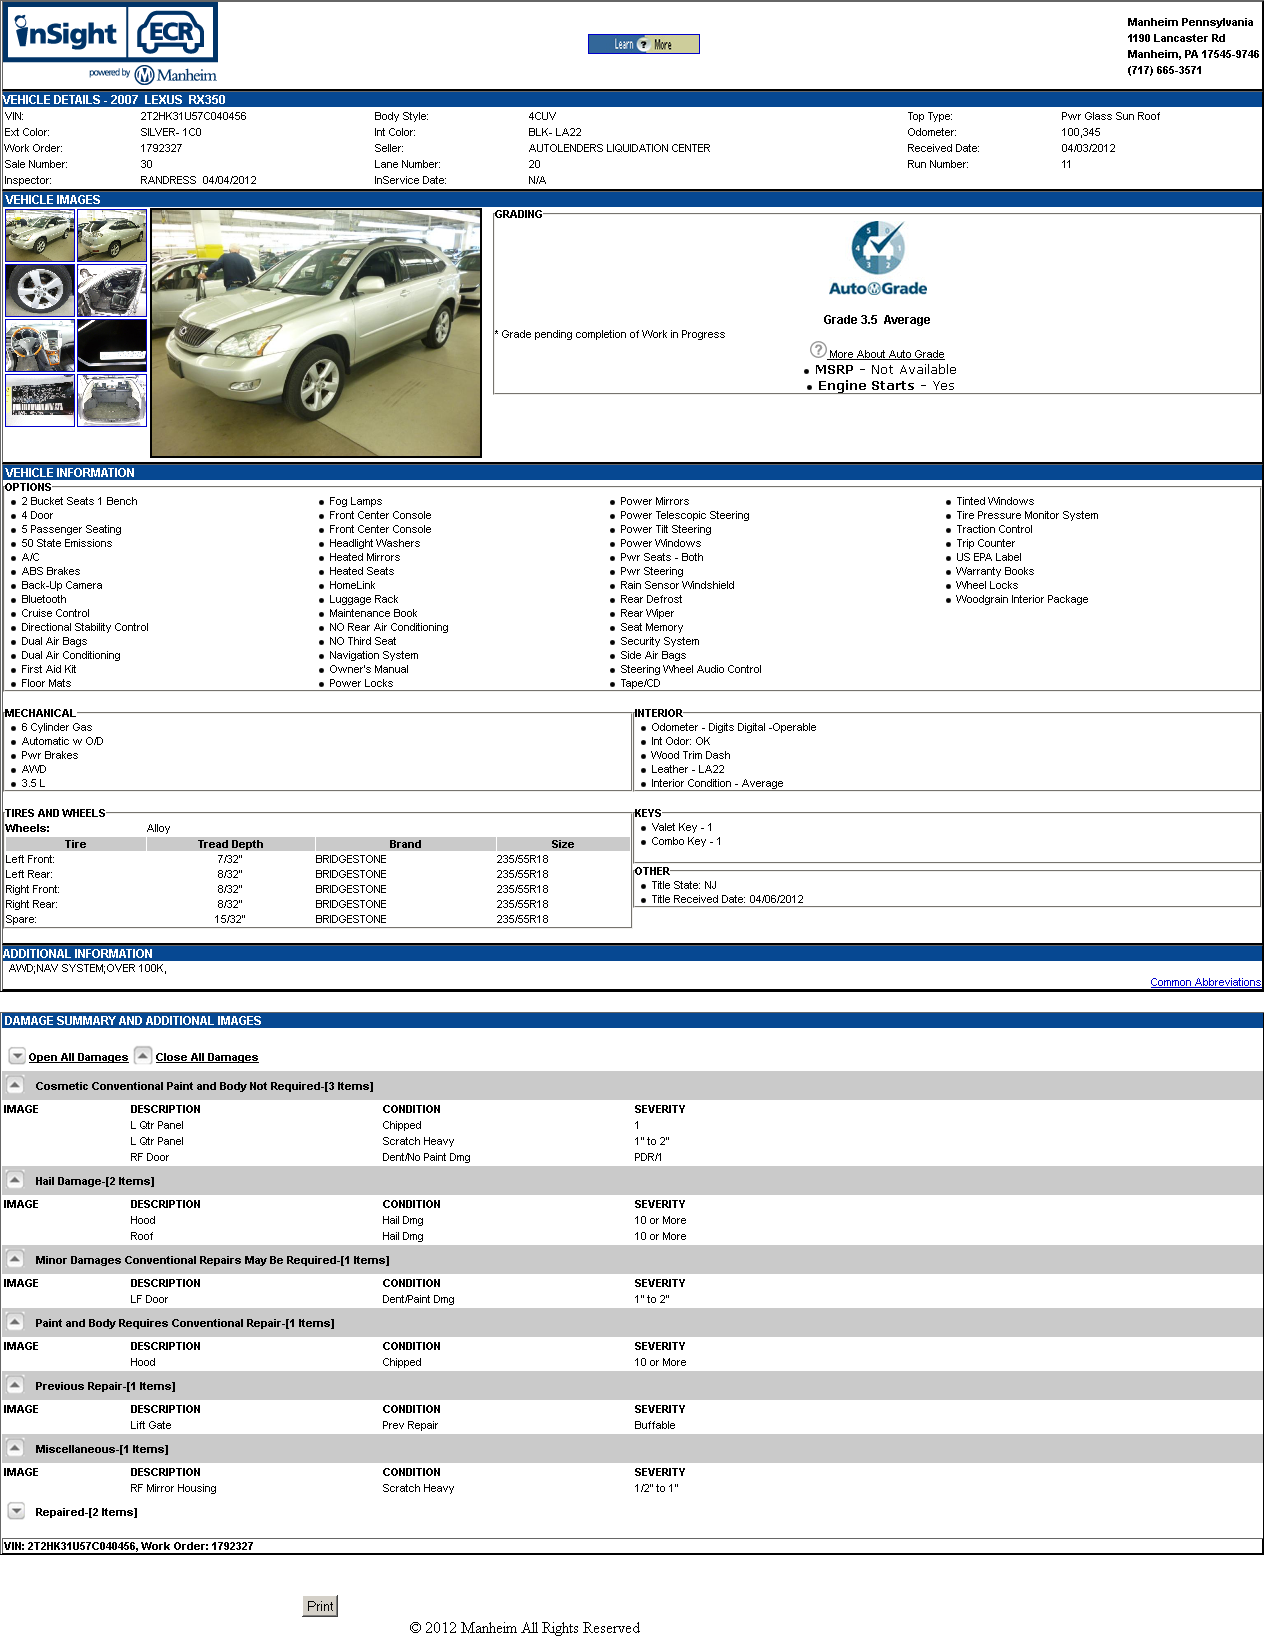 inSight ECR
powered by Manheim
Learn ? More
Manheim Pennsylvania
1190 Lancaster Rd
Manheim, PA 17545-9746
(717) 665-3571
VEHICLE DETAILS - 2007 LEXUS RX350
VIN: 2T2HK31U57C040456 Body Style: 4CUV Top Type: Pwr Glass Sun Roof
Ext Color: SILVER- 1C0 Int Color: BLK- LA22 Odometer: 100,345
Work Order: 1792327 Seller: AUTOLENDERS LIQUIDATION CENTER Received Date: 04/03/2012
Sale Number: 30 Lane Number: 20 Run Number: 11
Inspector: RANDRESS 04/04/2012 InService Date: N/A
VEHICLE IMAGES
GRADING
5 0 4 1 3 2
AutoGrade
Grade 3.5 Average
* Grade pending completion of Work in Progress
? More About Auto Grade
• MSRP - Not Available
• Engine Starts - Yes
VEHICLE INFORMATION
OPTIONS
• 2 Bucket Seats 1 Bench • Fog Lamps • Power Mirrors • Tinted Windows
• 4 Door • Front Center Console • Power Telescopic Steering • Tire Pressure Monitor System
• 5 Passenger Seating • Front Center Console • Power Tilt Steering • Traction Control
• 50 State Emissions • Headlight Washers • Power Windows • Trip Counter
• A/C • Heated Mirrors • Pwr Seats - Both • US EPA Label
• ABS Brakes • Heated Seats • Pwr Steering • Warranty Books
• Back-Up Camera • HomeLink • Rain Sensor Windshield • Wheel Locks
• Bluetooth • Luggage Rack • Rear Defrost • Woodgrain Interior Package
• Cruise Control • Maintenance Book • Rear Wiper
• Directional Stability Control • NO Rear Air Conditioning • Seat Memory
• Dual Air Bags • NO Third Seat • Security System
• Dual Air Conditioning • Navigation System • Side Air Bags
• First Aid Kit • Owner's Manual • Steering Wheel Audio Control
• Floor Mats • Power Locks • Tape/CD
MECHANICAL
• 6 Cylinder Gas
• Automatic w O/D
• Pwr Brakes
• AWD
• 3.5 L
INTERIOR
• Odometer - Digits Digital -Operable
• Int Odor: OK
• Wood Trim Dash
• Leather - LA22
• Interior Condition - Average
TIRES AND WHEELS
Wheels: Alloy
Tire Tread Depth Brand Size
Left Front: 7/32" BRIDGESTONE 235/55R18
Left Rear: 8/32" BRIDGESTONE 235/55R18
Right Front: 8/32" BRIDGESTONE 235/55R18
Right Rear: 8/32" BRIDGESTONE 235/55R18
Spare: 15/32" BRIDGESTONE 235/55R18
KEYS
• Valet Key - 1
• Combo Key - 1
OTHER
• Title State: NJ
• Title Received Date: 04/06/2012
ADDITIONAL INFORMATION
AWD;NAV SYSTEM;OVER 100K,
Common Abbreviations
DAMAGE SUMMARY AND ADDITIONAL IMAGES
Open All Damages Close All Damages
Cosmetic Conventional Paint and Body Not Required-[3 Items]
IMAGE DESCRIPTION CONDITION SEVERITY
L Qtr Panel Chipped 1
L Qtr Panel Scratch Heavy 1" to 2"
RF Door Dent/No Paint Dmg PDR/1
Hail Damage-[2 Items]
IMAGE DESCRIPTION CONDITION SEVERITY
Hood Hail Dmg 10 or More
Roof Hail Dmg 10 or More
Minor Damages Conventional Repairs May Be Required-[1 Items]
IMAGE DESCRIPTION CONDITION SEVERITY
LF Door Dent/Paint Dmg 1" to 2"
Paint and Body Requires Conventional Repair-[1 Items]
IMAGE DESCRIPTION CONDITION SEVERITY
Hood Chipped 10 or More
Previous Repair-[1 Items]
IMAGE DESCRIPTION CONDITION SEVERITY
Lift Gate Prev Repair Buffable
Miscellaneous-[1 Items]
IMAGE DESCRIPTION CONDITION SEVERITY
RF Mirror Housing Scratch Heavy 1/2" to 1"
Repaired-[2 Items]
VIN: 2T2HK31U57C040456, Work Order: 1792327
Print
© 2012 Manheim All Rights Reserved